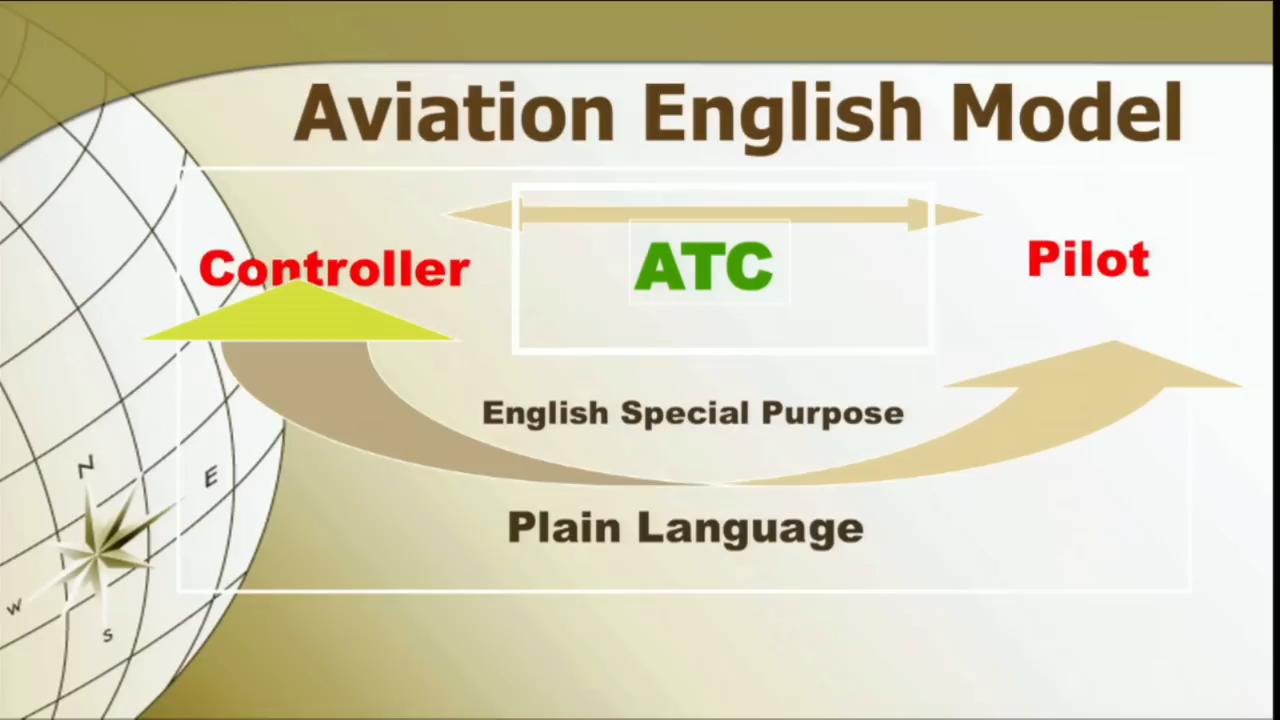 Aviation English Model
Controller
ATC
Pilot
English Special Purpose
Plain Language
N
E
W
S